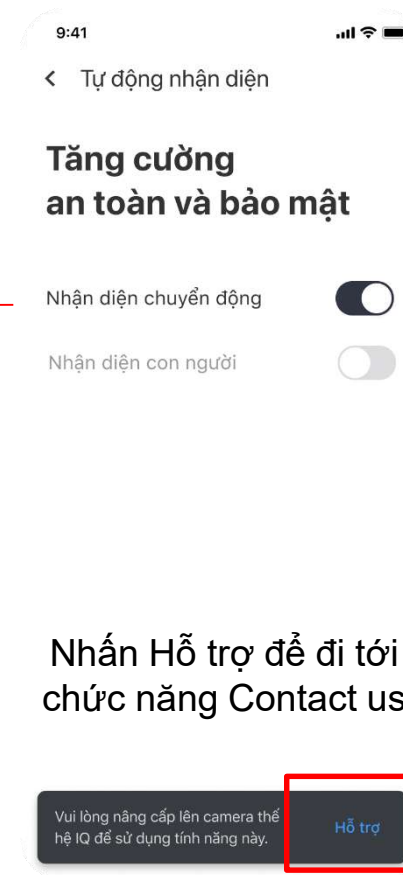 9:41
Tự động nhận diện
Tăng cường
an toàn và bảo mật
Nhận diện chuyển động
Nhận diện con người
Nhấn Hỗ trợ để đi tới
chức năng Contact us
Vui lòng nâng cấp lên camera thế
hệ IQ để sử dụng tính năng này.
Hỗ trợ